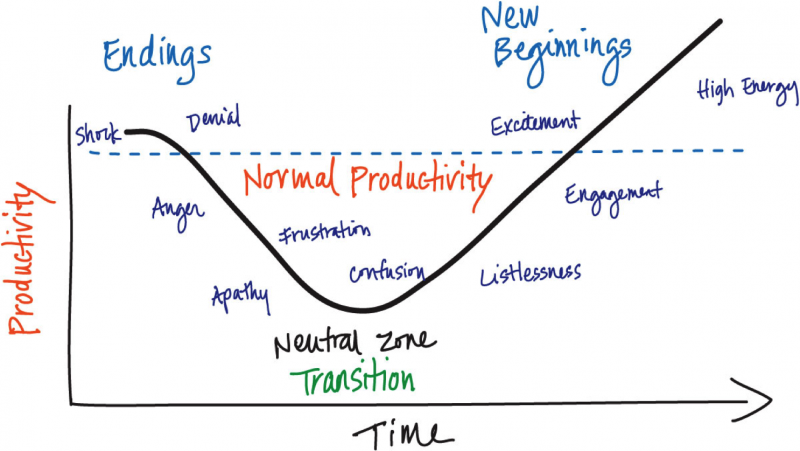 Endings
New
Beginnings
High Energy
Shock
Denial
Excitement
Normal Productivity
Anger
Engagement
Frustration
Confusion
Listlessness
Apathy
Neutral Zone
Transition
Productivity
Time